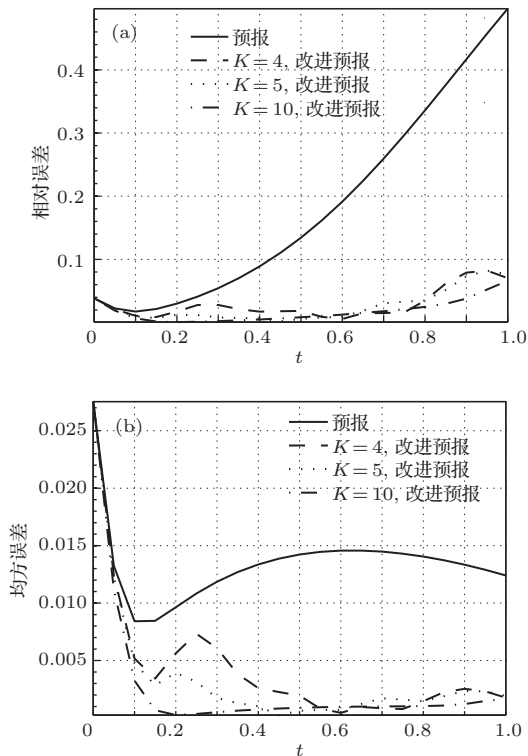 (a)
预报
K=4, 改进预报
K=5, 改进预报
K=10, 改进预报
相对误差
0.4
0.3
0.2
0.1
0 0.2 0.4 0.6 0.8 1.0
t
(b)
预报
K=4, 改进预报
K=5, 改进预报
K=10, 改进预报
均方误差
0.025
0.020
0.015
0.010
0.005
0 0.2 0.4 0.6 0.8 1.0
t